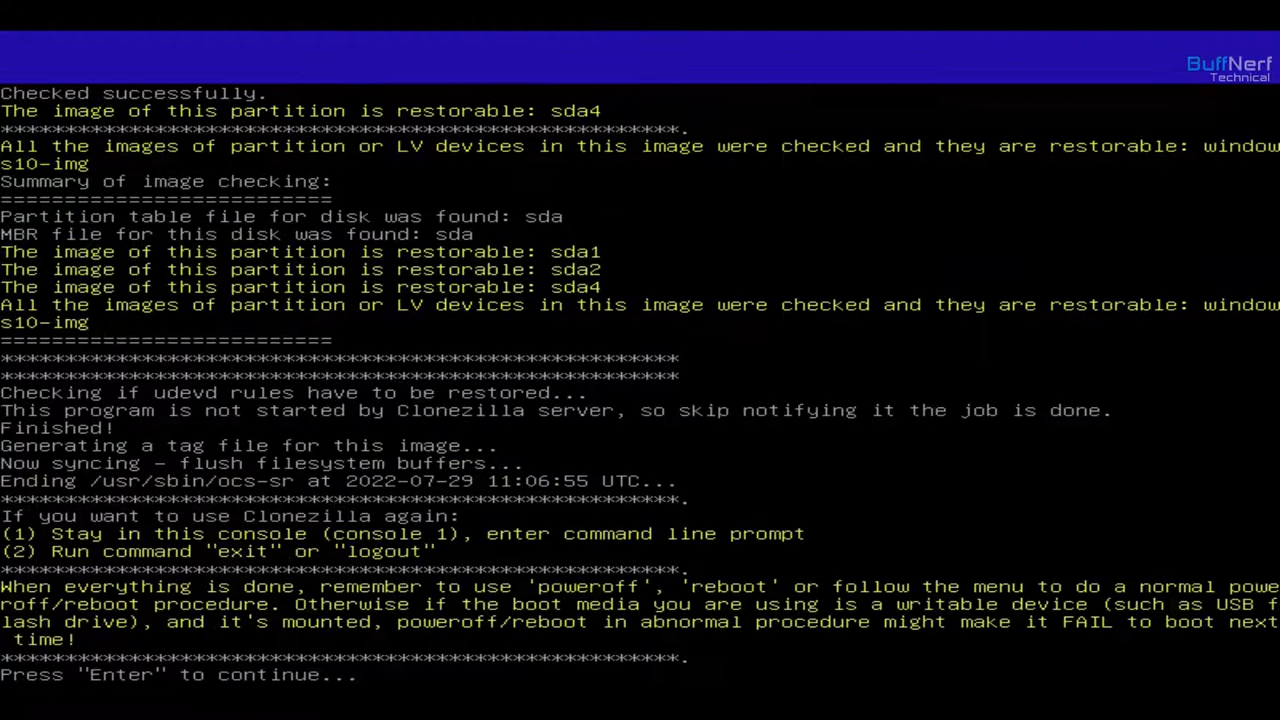 BuffNerf
Technical
Checked successfully.
The image of this partition is restorable: sda4
*****************************************************************************.
All the images of partition or LV devices in this image were checked and they are restorable: window
s10-img
Summary of image checking:
==========================
Partition table file for disk was found: sda
MBR file for this disk was found: sda
The image of this partition is restorable: sda1
The image of this partition is restorable: sda2
The image of this partition is restorable: sda4
All the images of partition or LV devices in this image were checked and they are restorable: window
s10-img
==========================
*****************************************************************************
*****************************************************************************
Checking if udevd rules have to be restored...
This program is not started by Clonezilla server, so skip notifying it the job is done.
Finished!
Generating a tag file for this image...
Now syncing - flush filesystem buffers...
Ending /usr/sbin/ocs-sr at 2022-07-29 11:06:55 UTC...
*****************************************************************************.
If you want to use Clonezilla again:
(1) Stay in this console (console 1), enter command line prompt
(2) Run command "exit" or "logout"
*****************************************************************************.
When everything is done, remember to use 'poweroff', 'reboot' or follow the menu to do a normal powe
roff/reboot procedure. Otherwise if the boot media you are using is a writable device (such as USB f
lash drive), and it's mounted, poweroff/reboot in abnormal procedure might make it FAIL to boot next
time!
*****************************************************************************.
Press "Enter" to continue...